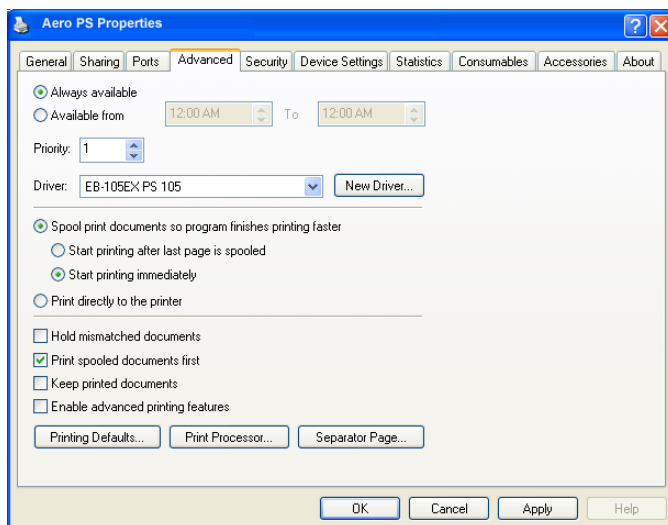 Aero PS Properties
General Sharing Ports Advanced Security Device Settings Statistics Consumables Accessories About
Always available
Available from 12:00 AM To 12:00 AM
Priority: 1
Driver: EB-105EX PS 105 New Driver...
Spool print documents so program finishes printing faster
Start printing after last page is spooled
Start printing immediately
Print directly to the printer
Hold mismatched documents
Print spooled documents first
Keep printed documents
Enable advanced printing features
Printing Defaults... Print Processor... Separator Page...
OK Cancel Apply Help